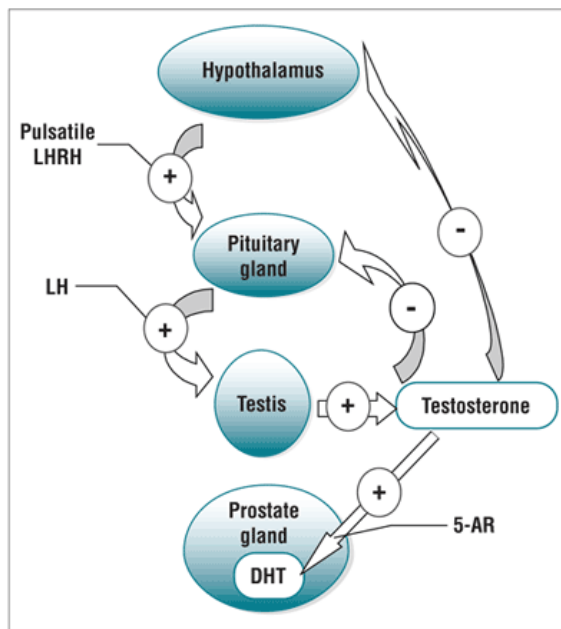 Hypothalamus
Pulsatile
LHRH
+
-
Pituitary
gland
LH
-
+
Testis
+
Testosterone
+
Prostate
gland
5-AR
DHT